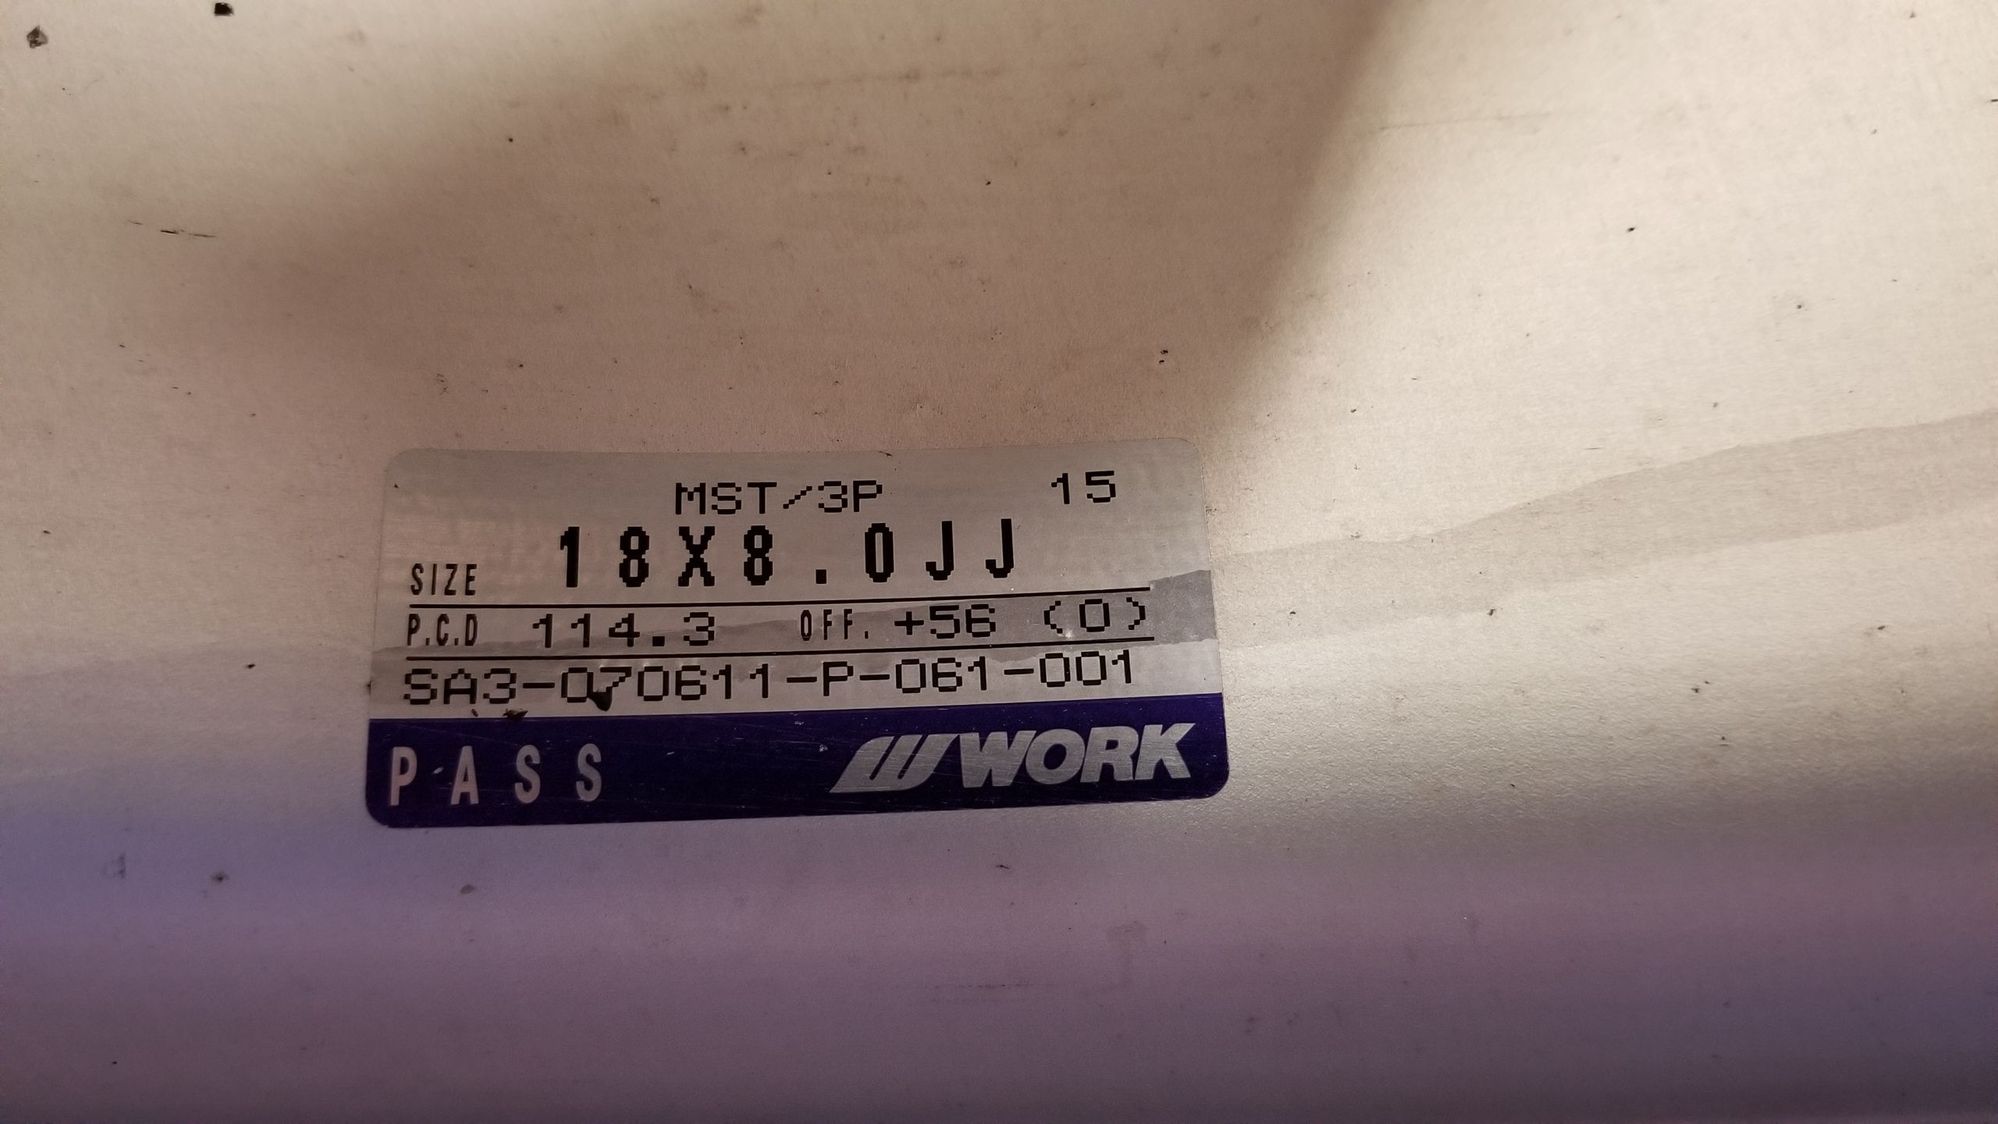 MST/3P 15
SIZE 18X8.0JJ
P.C.D 114.3 OFF. +56 (0)
SA3-070611-P-061-001
PASS WORK